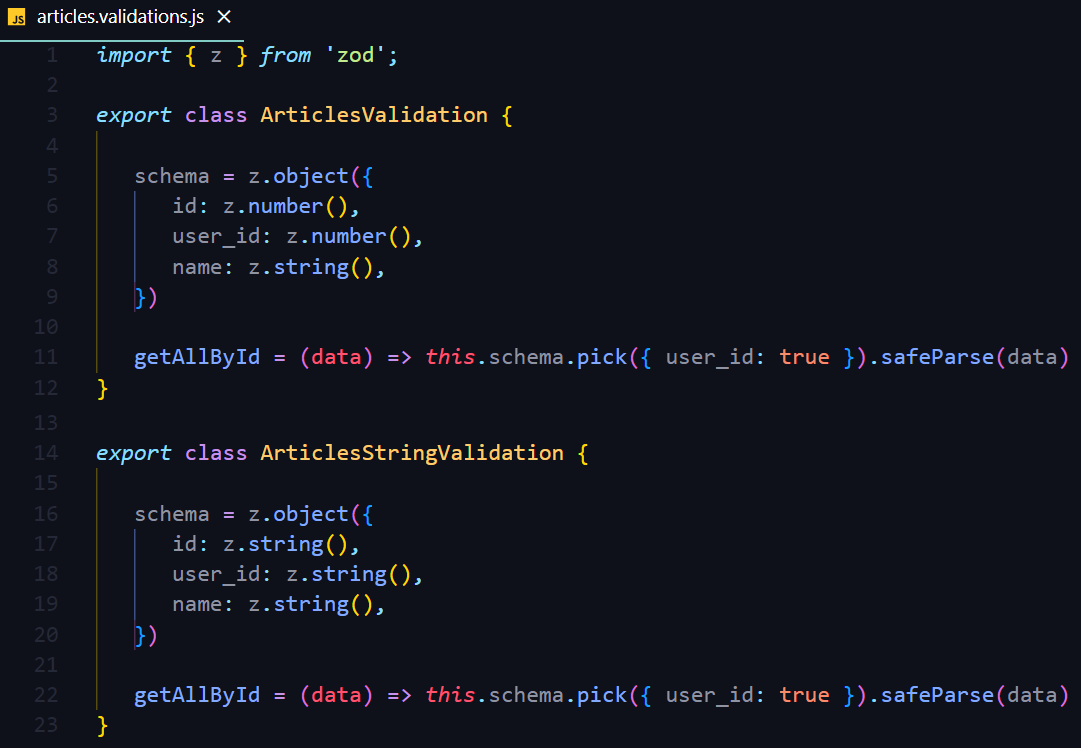 JS articles.validations.js ×
1 import { z } from 'zod';
2
3 export class ArticlesValidation {
4
5 schema = z.object({
6 id: z.number(),
7 user_id: z.number(),
8 name: z.string(),
9 })
10
11 getAllById = (data) => this.schema.pick({ user_id: true }).safeParse(data)
12 }
13
14 export class ArticlesStringValidation {
15
16 schema = z.object({
17 id: z.string(),
18 user_id: z.string(),
19 name: z.string(),
20 })
21
22 getAllById = (data) => this.schema.pick({ user_id: true }).safeParse(data)
23 }